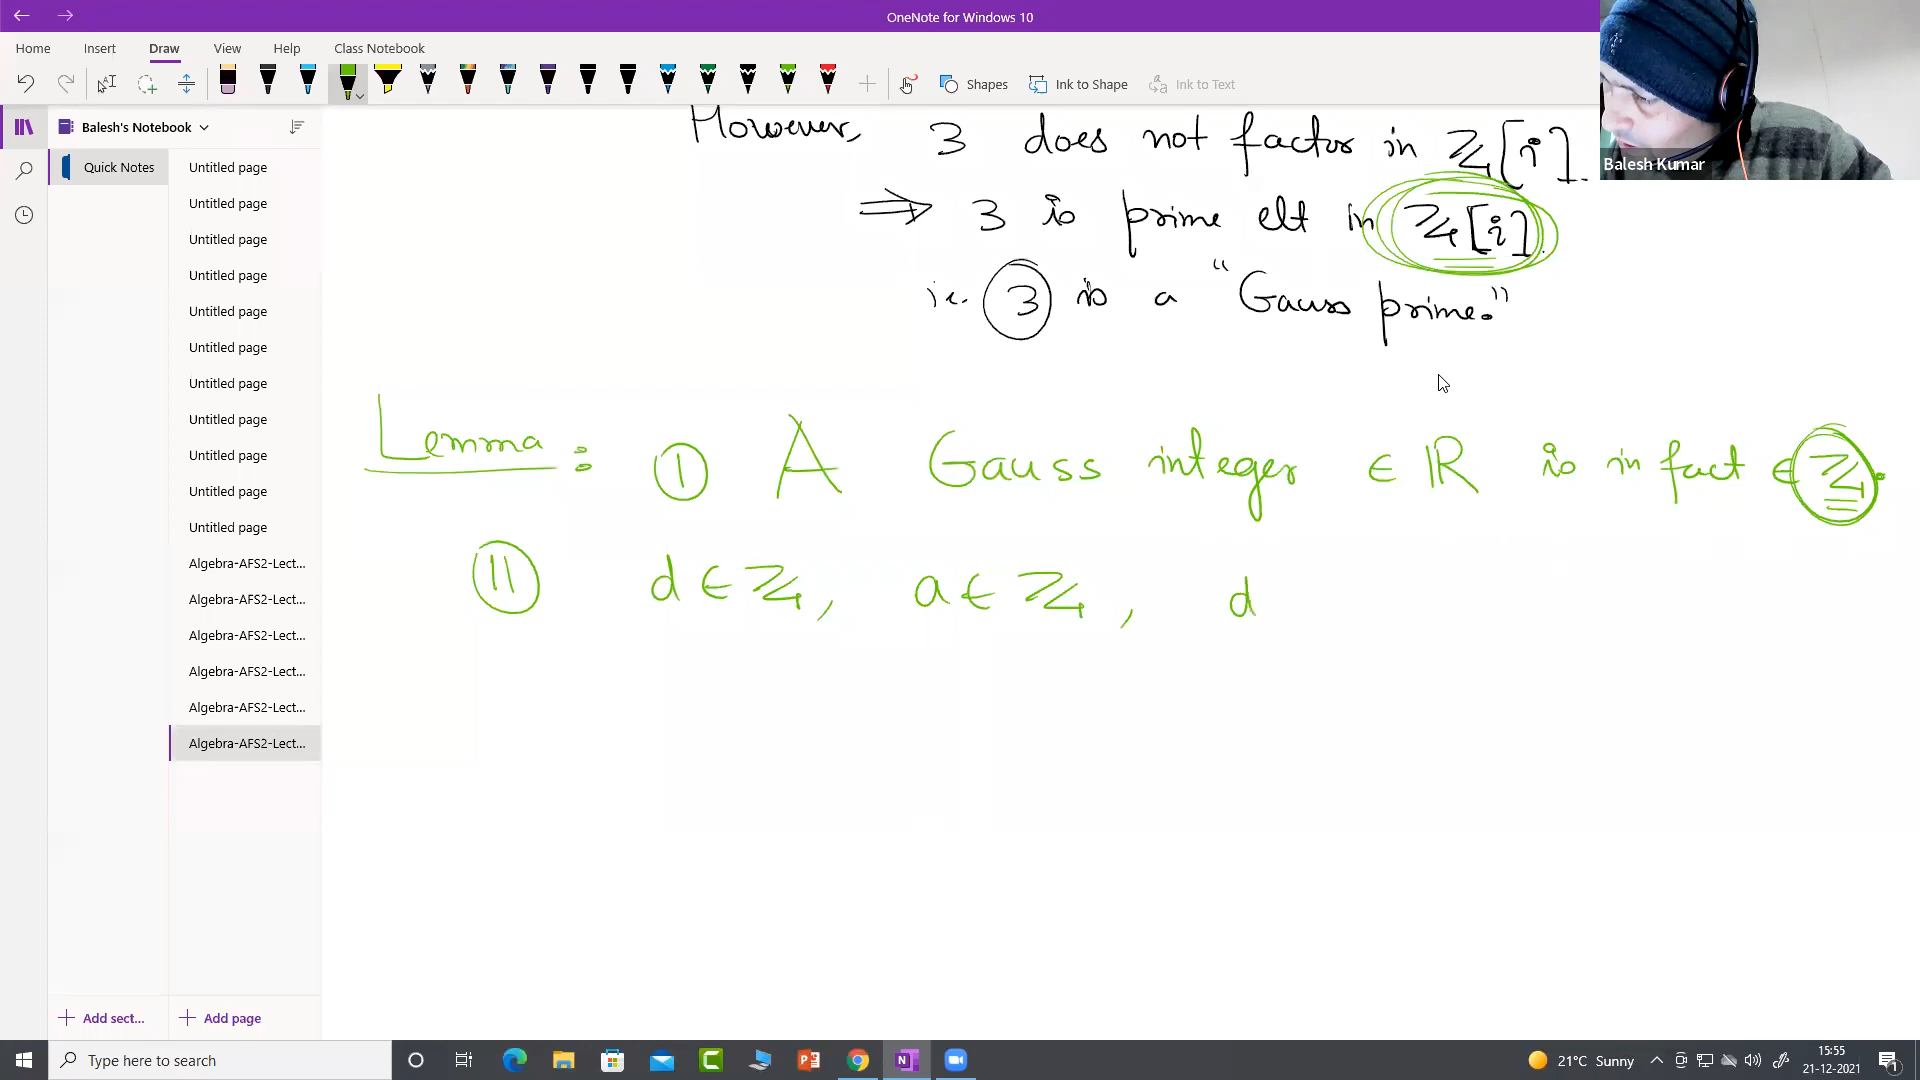 OneNote for Windows 10
Home Insert Draw View Help Class Notebook
Shapes Ink to Shape Ink to Text
Balesh's Notebook
Quick Notes
Untitled page
Untitled page
Untitled page
Untitled page
Untitled page
Untitled page
Untitled page
Untitled page
Untitled page
Untitled page
Untitled page
Algebra-AFS2-Lect...
Algebra-AFS2-Lect...
Algebra-AFS2-Lect...
Algebra-AFS2-Lect...
Algebra-AFS2-Lect...
Algebra-AFS2-Lect...
Add sect... Add page
However, 3 does not factor in ℤ[i].
⟹ 3 is prime elt in ℤ[i].
i.e. 3 is a "Gauss prime."
Lemma: I A Gauss integer ∈ ℝ is in fact ∈ ℤ.
II d ∈ ℤ, a ∈ ℤ, d
Balesh Kumar
Type here to search
21°C Sunny
15:55
21-12-2021
1